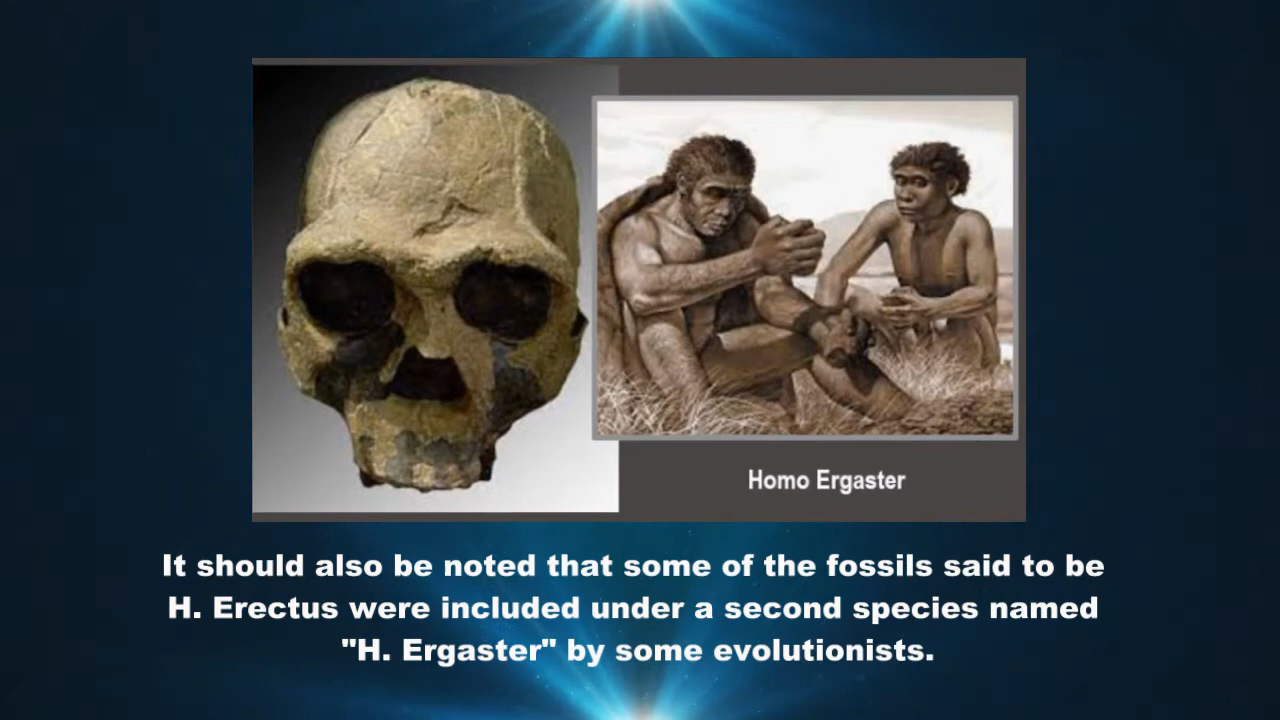 Homo Ergaster
It should also be noted that some of the fossils said to be
H. Erectus were included under a second species named
"H. Ergaster" by some evolutionists.